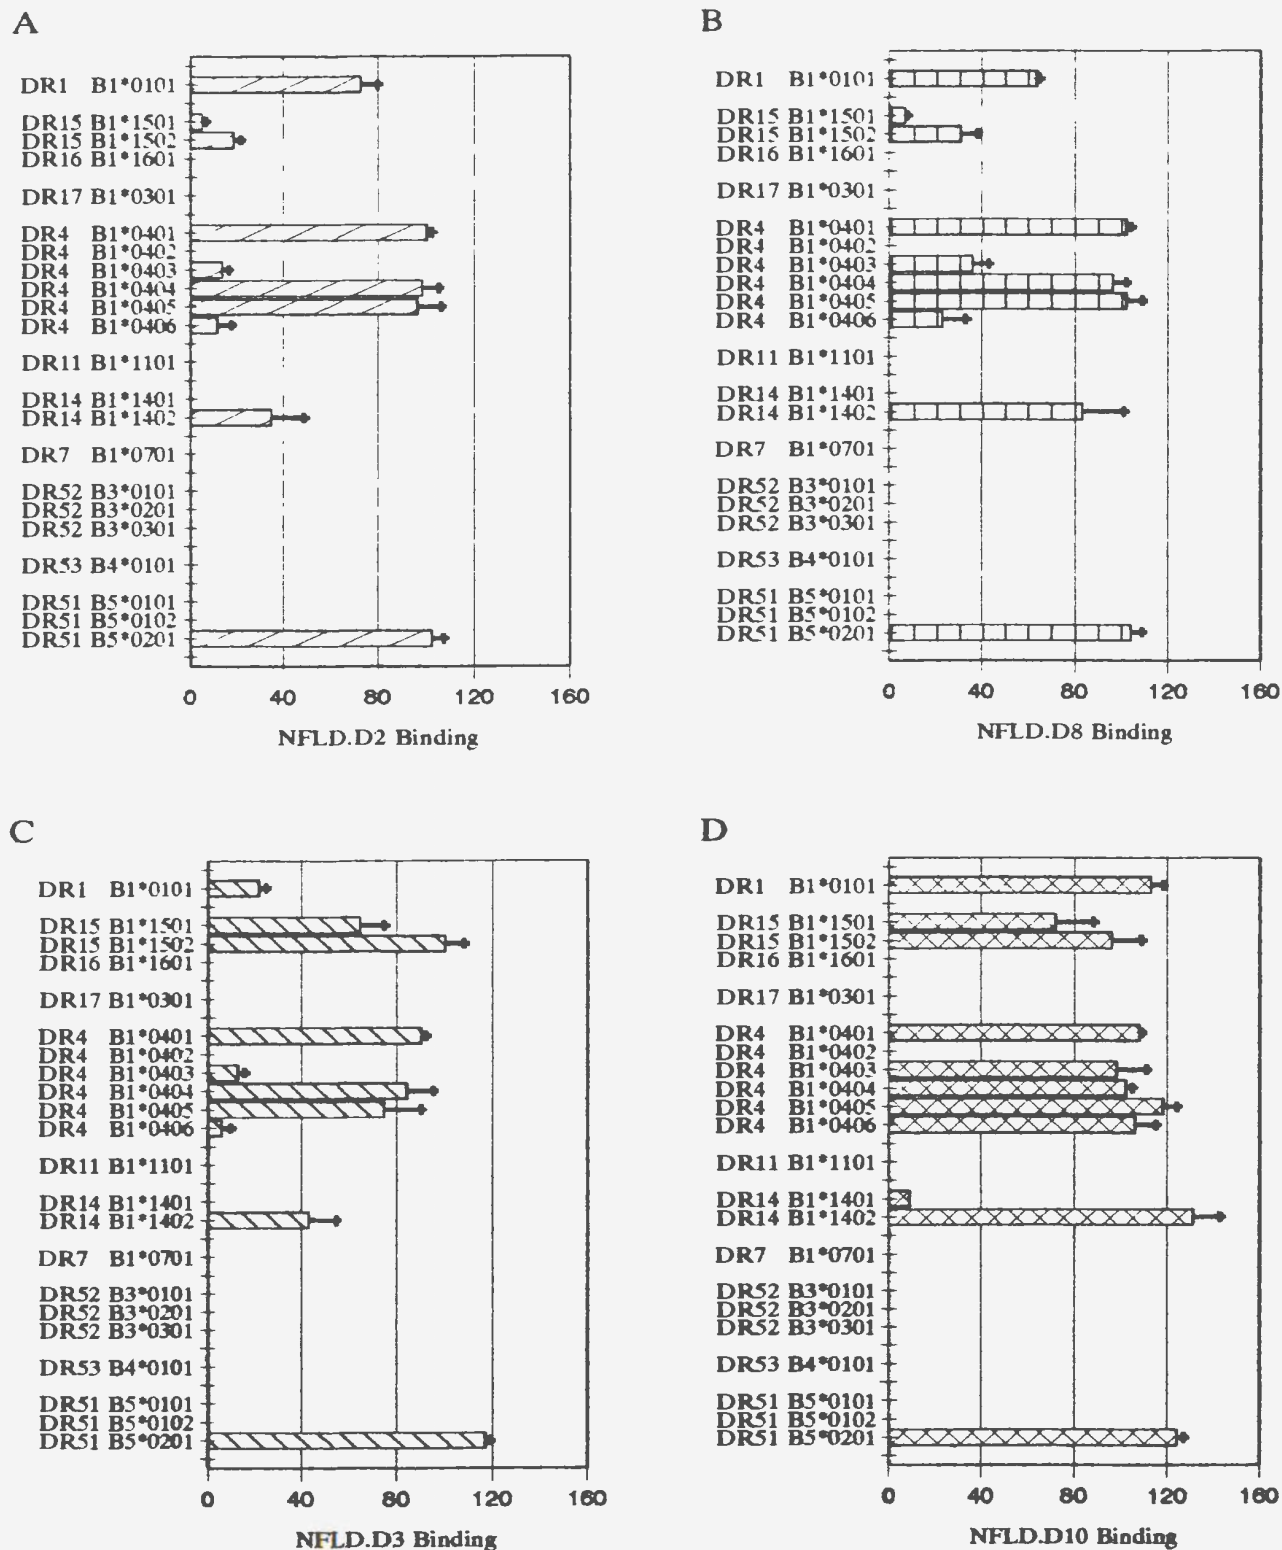 A
DR1 B1*0101
DR15 B1*1501
DR15 B1*1502
DR16 B1*1601
DR17 B1*0301
DR4 B1*0401
DR4 B1*0402
DR4 B1*0403
DR4 B1*0404
DR4 B1*0405
DR4 B1*0406
DR11 B1*1101
DR14 B1*1401
DR14 B1*1402
DR7 B1*0701
DR52 B3*0101
DR52 B3*0201
DR52 B3*0301
DR53 B4*0101
DR51 B5*0101
DR51 B5*0102
DR51 B5*0201
0 40 80 120 160
NFLD.D2 Binding
B
DR1 B1*0101
DR15 B1*1501
DR15 B1*1502
DR16 B1*1601
DR17 B1*0301
DR4 B1*0401
DR4 B1*0402
DR4 B1*0403
DR4 B1*0404
DR4 B1*0405
DR4 B1*0406
DR11 B1*1101
DR14 B1*1401
DR14 B1*1402
DR7 B1*0701
DR52 B3*0101
DR52 B3*0201
DR52 B3*0301
DR53 B4*0101
DR51 B5*0101
DR51 B5*0102
DR51 B5*0201
0 40 80 120 160
NFLD.D8 Binding
C
DR1 B1*0101
DR15 B1*1501
DR15 B1*1502
DR16 B1*1601
DR17 B1*0301
DR4 B1*0401
DR4 B1*0402
DR4 B1*0403
DR4 B1*0404
DR4 B1*0405
DR4 B1*0406
DR11 B1*1101
DR14 B1*1401
DR14 B1*1402
DR7 B1*0701
DR52 B3*0101
DR52 B3*0201
DR52 B3*0301
DR53 B4*0101
DR51 B5*0101
DR51 B5*0102
DR51 B5*0201
0 40 80 120 160
NFLD.D3 Binding
D
DR1 B1*0101
DR15 B1*1501
DR15 B1*1502
DR16 B1*1601
DR17 B1*0301
DR4 B1*0401
DR4 B1*0402
DR4 B1*0403
DR4 B1*0404
DR4 B1*0405
DR4 B1*0406
DR11 B1*1101
DR14 B1*1401
DR14 B1*1402
DR7 B1*0701
DR52 B3*0101
DR52 B3*0201
DR52 B3*0301
DR53 B4*0101
DR51 B5*0101
DR51 B5*0102
DR51 B5*0201
0 40 80 120 160
NFLD.D10 Binding